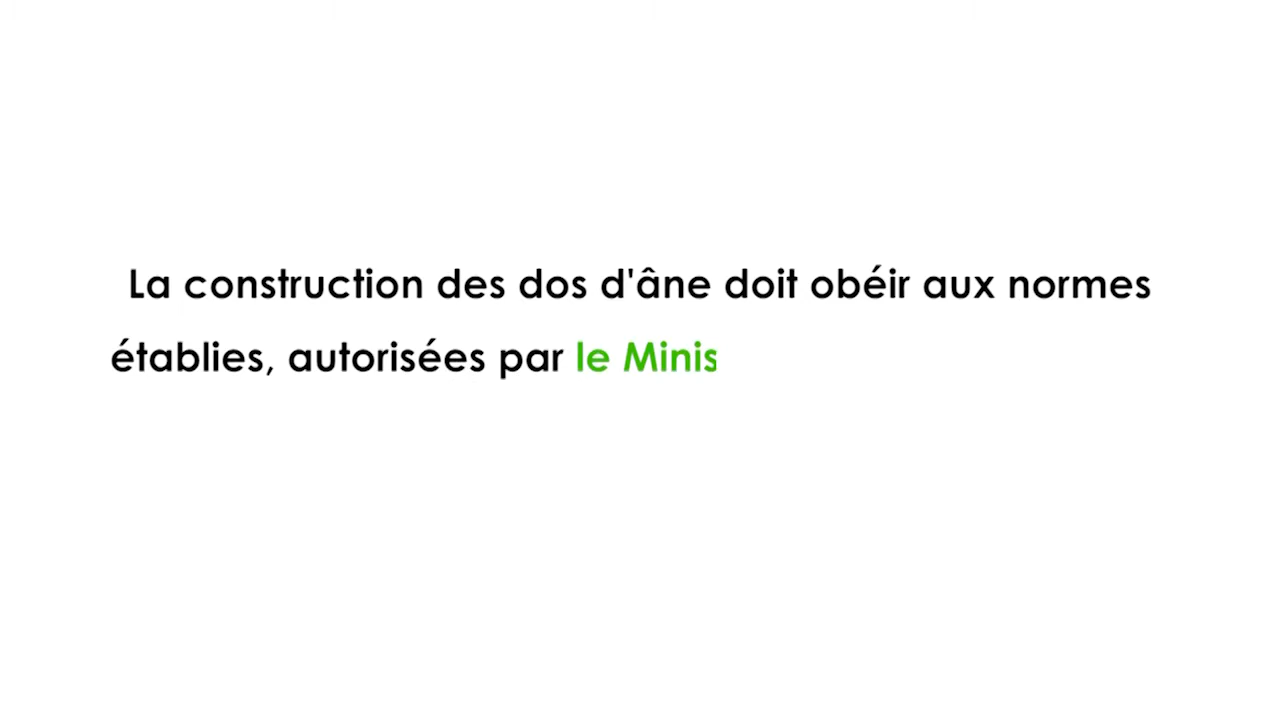 La construction des dos d'âne doit obéir aux normes
établies, autorisées par le Minis